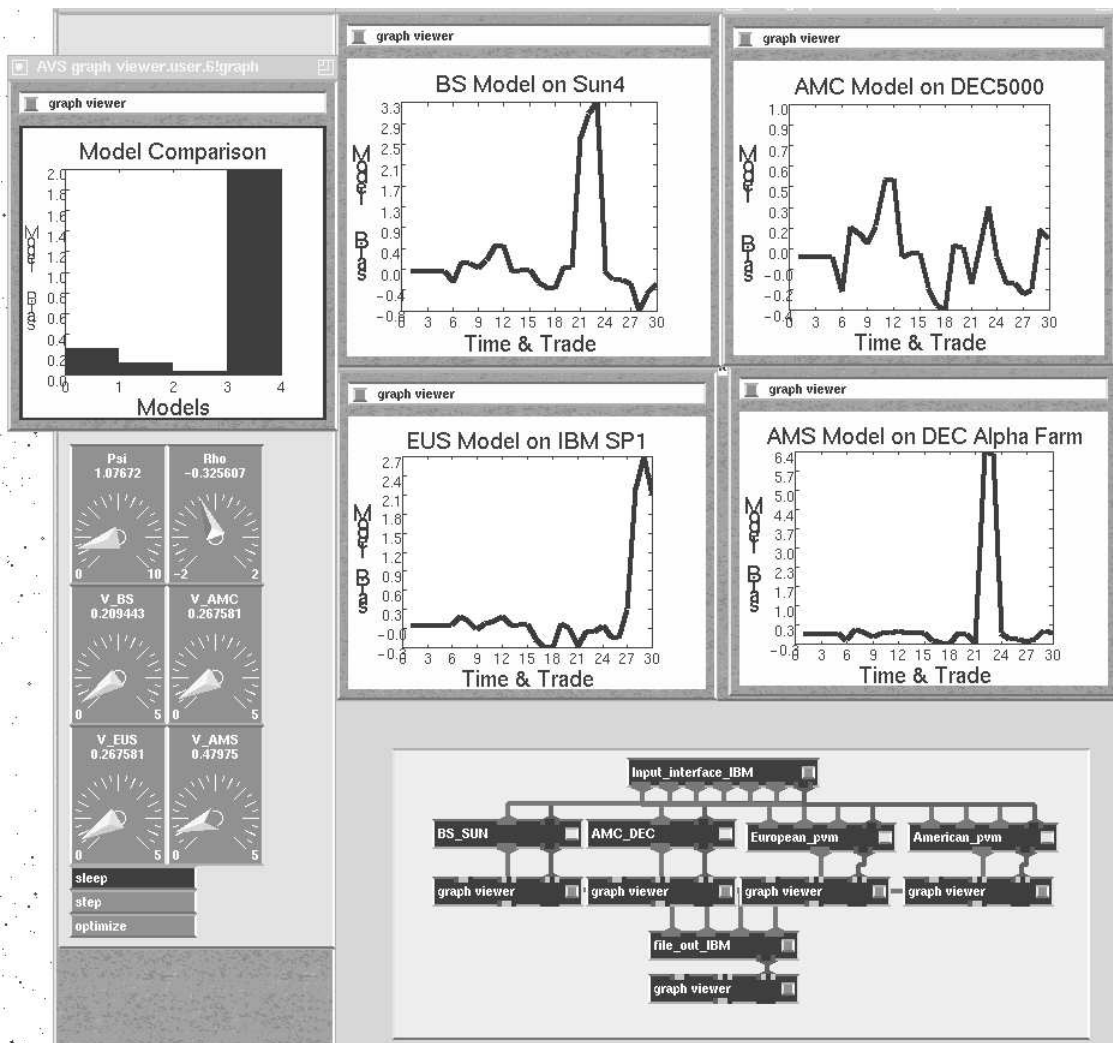 AVS graph viewer.user.6!graph
graph viewer
Model Comparison
2.0
1.8
1.6
1.4
1.2
1.0
0.8
0.6
0.4
0.2
0.0
Model Bias
0 1 2 3 4
Models
graph viewer
BS Model on Sun4
3.3
2.9
2.5
2.1
1.7
1.3
0.8
0.4
0.0
-0.4
-0.8
Model Bias
0 3 6 9 12 15 18 21 24 27 30
Time & Trade
graph viewer
AMC Model on DEC5000
1.0
0.9
0.7
0.6
0.5
0.3
0.2
0.0
-0.0
-0.2
-0.4
Model Bias
0 3 6 9 12 15 18 21 24 27 30
Time & Trade
graph viewer
EUS Model on IBM SP1
2.7
2.4
2.1
1.8
1.5
1.2
0.9
0.6
0.3
-0.0
Model Bias
0 3 6 9 12 15 18 21 24 27 30
Time & Trade
graph viewer
AMS Model on DEC Alpha Farm
6.4
5.7
5.0
4.4
3.7
3.0
2.3
1.7
1.0
0.3
Model Bias
0 3 6 9 12 15 18 21 24 27 30
Time & Trade
Psi
1.07672
0 10
Rho
-0.325607
-2 2
V_BS
0.209443
0 5
V_AMC
0.267581
0 5
V_EUS
0.267581
0 5
V_AMS
0.47975
0 5
sleep
step
optimize
Input_interface_IBM
BS_SUN
AMC_DEC
European_pvm
American_pvm
graph viewer
graph viewer
graph viewer
graph viewer
file_out_IBM
graph viewer